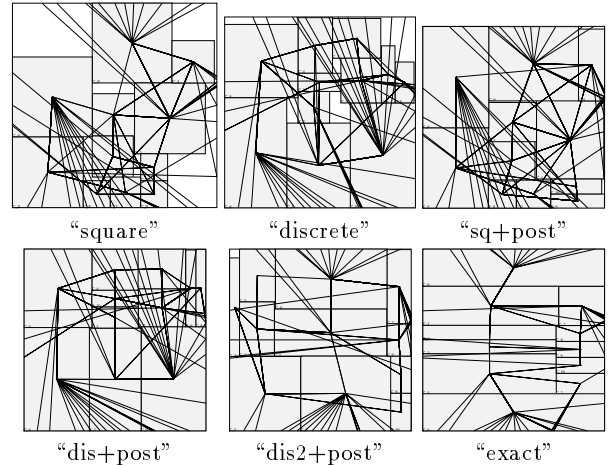 “square” “discrete” “sq+post”
“dis+post” “dis2+post” “exact”